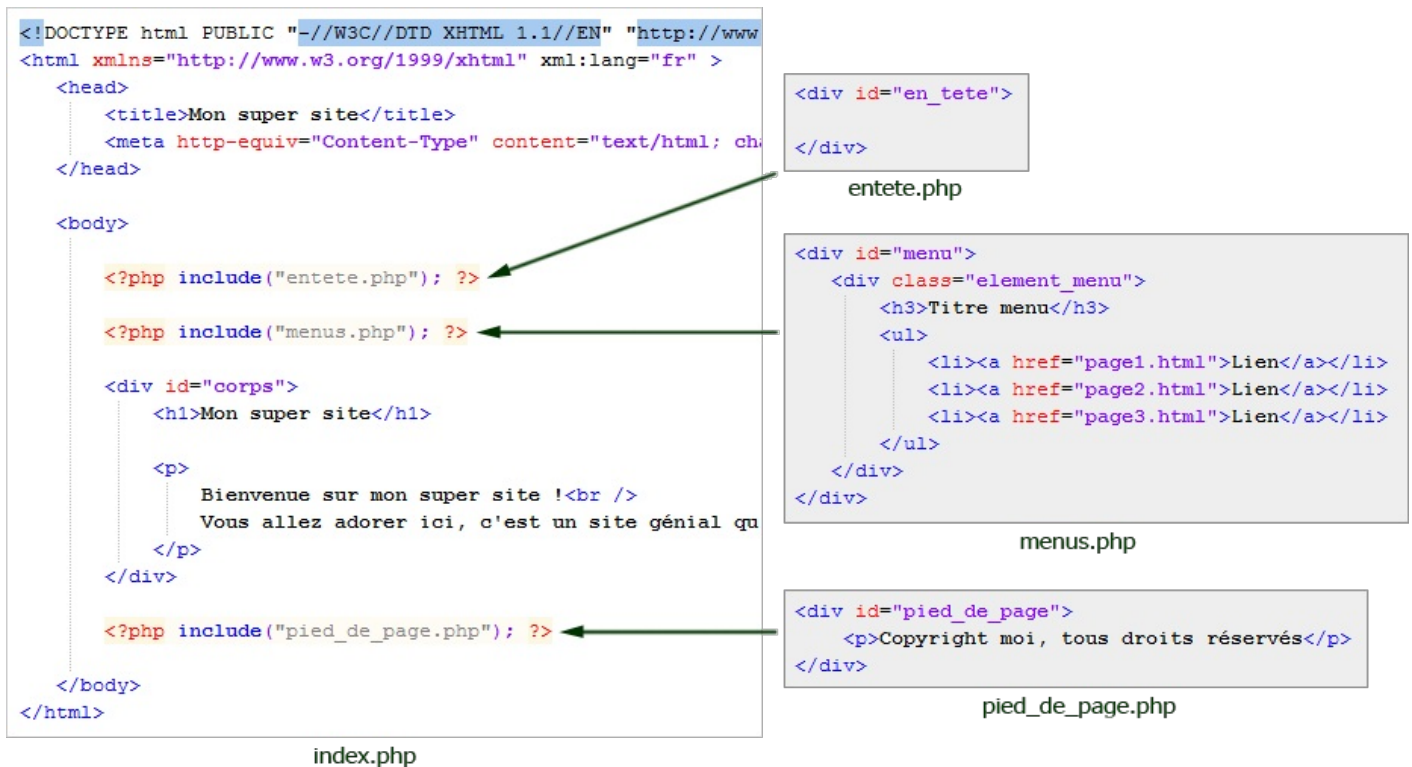 <!DOCTYPE html PUBLIC "-//W3C//DTD XHTML 1.1//EN" "http://www
<html xmlns="http://www.w3.org/1999/xhtml" xml:lang="fr" >
<head>
<title>Mon super site</title>
<meta http-equiv="Content-Type" content="text/html; cha
</head>
<body>
<?php include("entete.php"); ?>
<?php include("menus.php"); ?>
<div id="corps">
<h1>Mon super site</h1>
<p>
Bienvenue sur mon super site !<br />
Vous allez adorer ici, c'est un site génial qu
</p>
</div>
<?php include("pied_de_page.php"); ?>
</body>
</html>
index.php
<div id="en_tete">
</div>
entete.php
<div id="menu">
<div class="element_menu">
<h3>Titre menu</h3>
<ul>
<li><a href="page1.html">Lien</a></li>
<li><a href="page2.html">Lien</a></li>
<li><a href="page3.html">Lien</a></li>
</ul>
</div>
</div>
menus.php
<div id="pied_de_page">
<p>Copyright moi, tous droits réservés</p>
</div>
pied_de_page.php